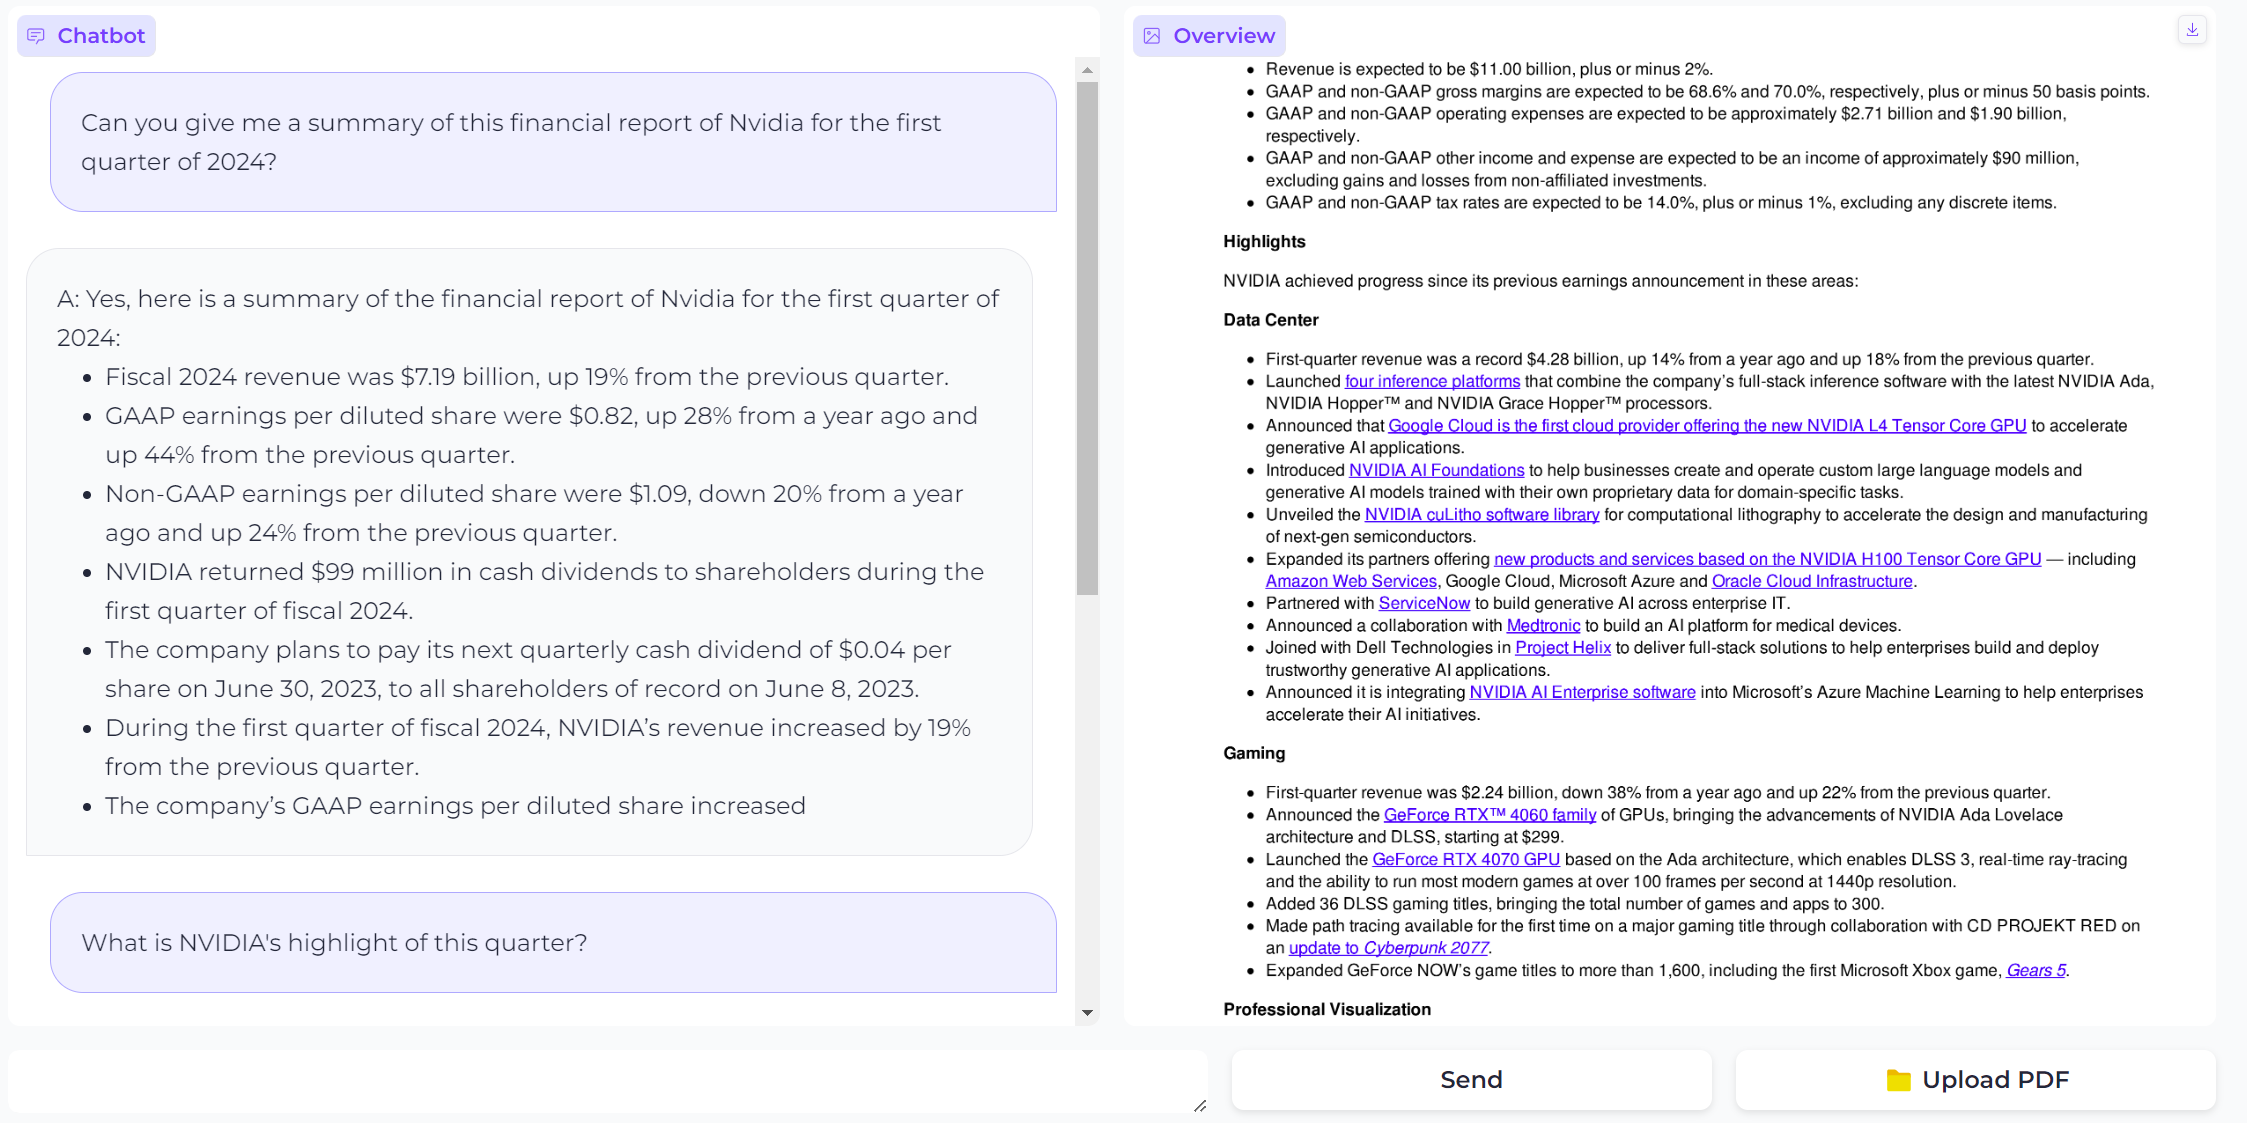 Chatbot
Can you give me a summary of this financial report of Nvidia for the first
quarter of 2024?
A: Yes, here is a summary of the financial report of Nvidia for the first quarter of
2024:
• Fiscal 2024 revenue was $7.19 billion, up 19% from the previous quarter.
• GAAP earnings per diluted share were $0.82, up 28% from a year ago and
up 44% from the previous quarter.
• Non-GAAP earnings per diluted share were $1.09, down 20% from a year
ago and up 24% from the previous quarter.
• NVIDIA returned $99 million in cash dividends to shareholders during the
first quarter of fiscal 2024.
• The company plans to pay its next quarterly cash dividend of $0.04 per
share on June 30, 2023, to all shareholders of record on June 8, 2023.
• During the first quarter of fiscal 2024, NVIDIA’s revenue increased by 19%
from the previous quarter.
• The company’s GAAP earnings per diluted share increased
What is NVIDIA's highlight of this quarter?
Overview
• Revenue is expected to be $11.00 billion, plus or minus 2%.
• GAAP and non-GAAP gross margins are expected to be 68.6% and 70.0%, respectively, plus or minus 50 basis points.
• GAAP and non-GAAP operating expenses are expected to be approximately $2.71 billion and $1.90 billion,
respectively.
• GAAP and non-GAAP other income and expense are expected to be an income of approximately $90 million,
excluding gains and losses from non-affiliated investments.
• GAAP and non-GAAP tax rates are expected to be 14.0%, plus or minus 1%, excluding any discrete items.
Highlights
NVIDIA achieved progress since its previous earnings announcement in these areas:
Data Center
• First-quarter revenue was a record $4.28 billion, up 14% from a year ago and up 18% from the previous quarter.
• Launched four inference platforms that combine the company’s full-stack inference software with the latest NVIDIA Ada,
NVIDIA Hopper™ and NVIDIA Grace Hopper™ processors.
• Announced that Google Cloud is the first cloud provider offering the new NVIDIA L4 Tensor Core GPU to accelerate
generative AI applications.
• Introduced NVIDIA AI Foundations to help businesses create and operate custom large language models and
generative AI models trained with their own proprietary data for domain-specific tasks.
• Unveiled the NVIDIA cuLitho software library for computational lithography to accelerate the design and manufacturing
of next-gen semiconductors.
• Expanded its partners offering new products and services based on the NVIDIA H100 Tensor Core GPU — including
Amazon Web Services, Google Cloud, Microsoft Azure and Oracle Cloud Infrastructure.
• Partnered with ServiceNow to build generative AI across enterprise IT.
• Announced a collaboration with Medtronic to build an AI platform for medical devices.
• Joined with Dell Technologies in Project Helix to deliver full-stack solutions to help enterprises build and deploy
trustworthy generative AI applications.
• Announced it is integrating NVIDIA AI Enterprise software into Microsoft’s Azure Machine Learning to help enterprises
accelerate their AI initiatives.
Gaming
• First-quarter revenue was $2.24 billion, down 38% from a year ago and up 22% from the previous quarter.
• Announced the GeForce RTX™ 4060 family of GPUs, bringing the advancements of NVIDIA Ada Lovelace
architecture and DLSS, starting at $299.
• Launched the GeForce RTX 4070 GPU based on the Ada architecture, which enables DLSS 3, real-time ray-tracing
and the ability to run most modern games at over 100 frames per second at 1440p resolution.
• Added 36 DLSS gaming titles, bringing the total number of games and apps to 300.
• Made path tracing available for the first time on a major gaming title through collaboration with CD PROJEKT RED on
an update to Cyberpunk 2077.
• Expanded GeForce NOW’s game titles to more than 1,600, including the first Microsoft Xbox game, Gears 5.
Professional Visualization
Send
Upload PDF